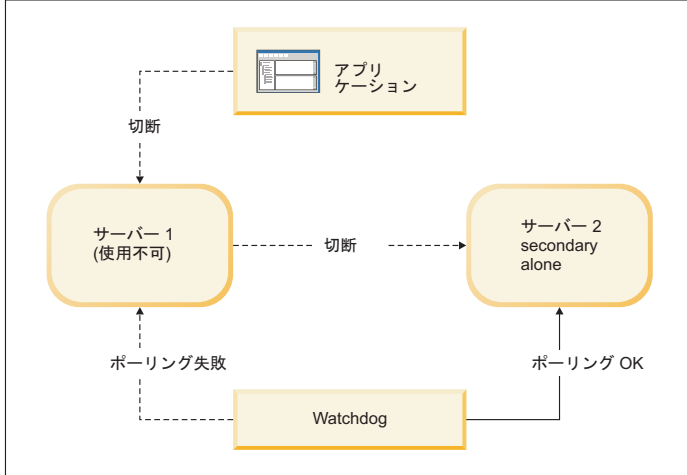 アプリ
ケーション
切断
サーバー 1
(使用不可)
切断
サーバー 2
secondary
alone
ポーリング失敗
ポーリング OK
Watchdog